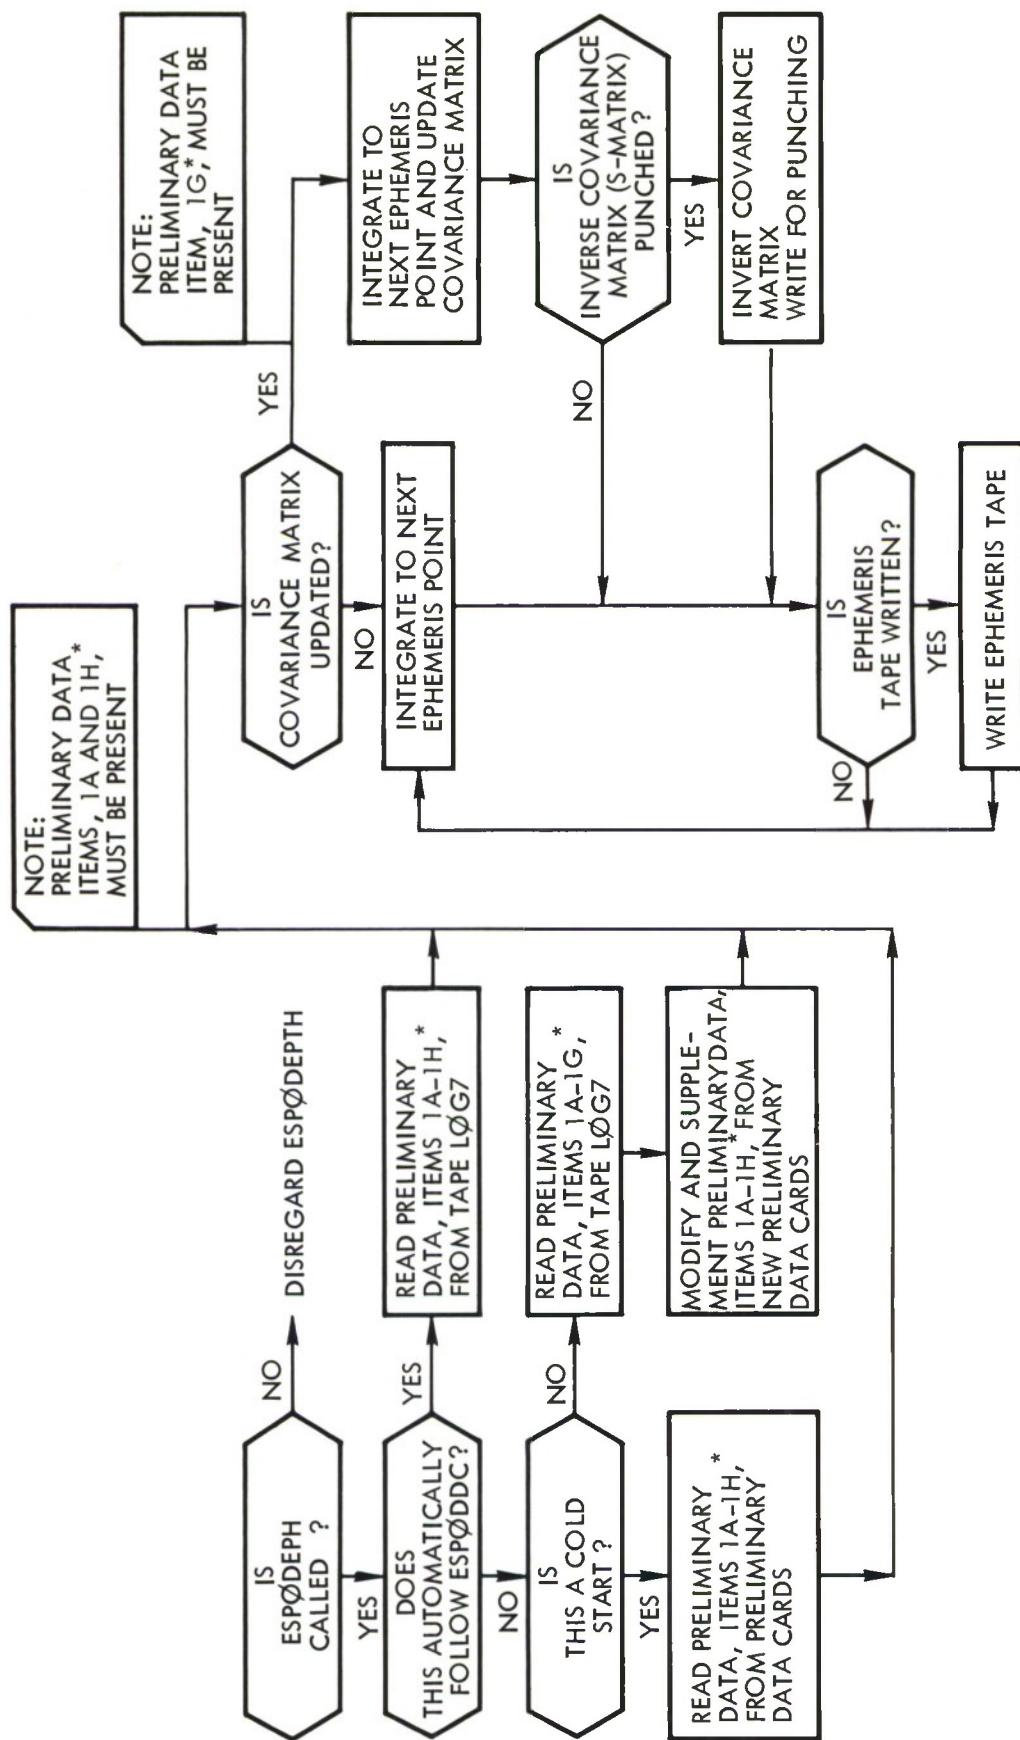 IS
ESPØDEPH
CALLED ?
NO
DISREGARD ESPØDEPTH
YES
DOES
THIS AUTOMATICALLY
FOLLOW ESPØDDC?
YES
READ PRELIMINARY
DATA, ITEMS 1A-1H,*
FROM TAPE LØG7
NO
IS
THIS A COLD
START ?
NO
READ PRELIMINARY
DATA, ITEMS 1A-1G,*
FROM TAPE LØG7
MODIFY AND SUPPLE-
MENT PRELIMINARYDATA,
ITEMS 1A-1H,* FROM
NEW PRELIMINARY
DATA CARDS
YES
READ PRELIMINARY
DATA, ITEMS 1A-1H,*
FROM PRELIMINARY
DATA CARDS
NOTE:
PRELIMINARY DATA
ITEMS, 1A AND 1H,*
MUST BE PRESENT
IS
COVARIANCE MATRIX
UPDATED?
YES
NOTE:
PRELIMINARY DATA
ITEM, 1G,* MUST BE
PRESENT
NO
INTEGRATE TO NEXT
EPHEMERIS POINT
INTEGRATE TO
NEXT EPHEMERIS
POINT AND UPDATE
COVARIANCE MATRIX
IS
INVERSE COVARIANCE
MATRIX (S-MATRIX)
PUNCHED ?
NO
YES
INVERT COVARIANCE
MATRIX
WRITE FOR PUNCHING
IS
EPHEMERIS
TAPE WRITTEN?
NO
YES
WRITE EPHEMERIS TAPE